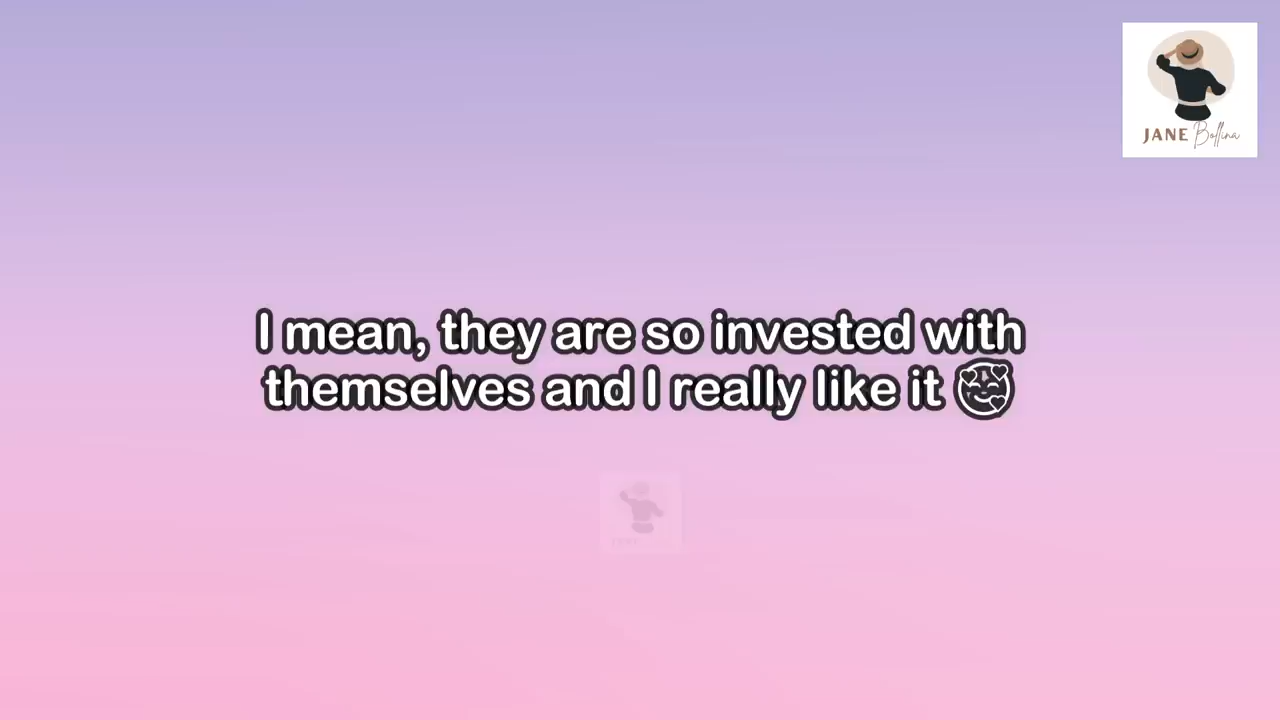 JANE Bollina
I mean, they are so invested with
themselves and I really like it 🥰